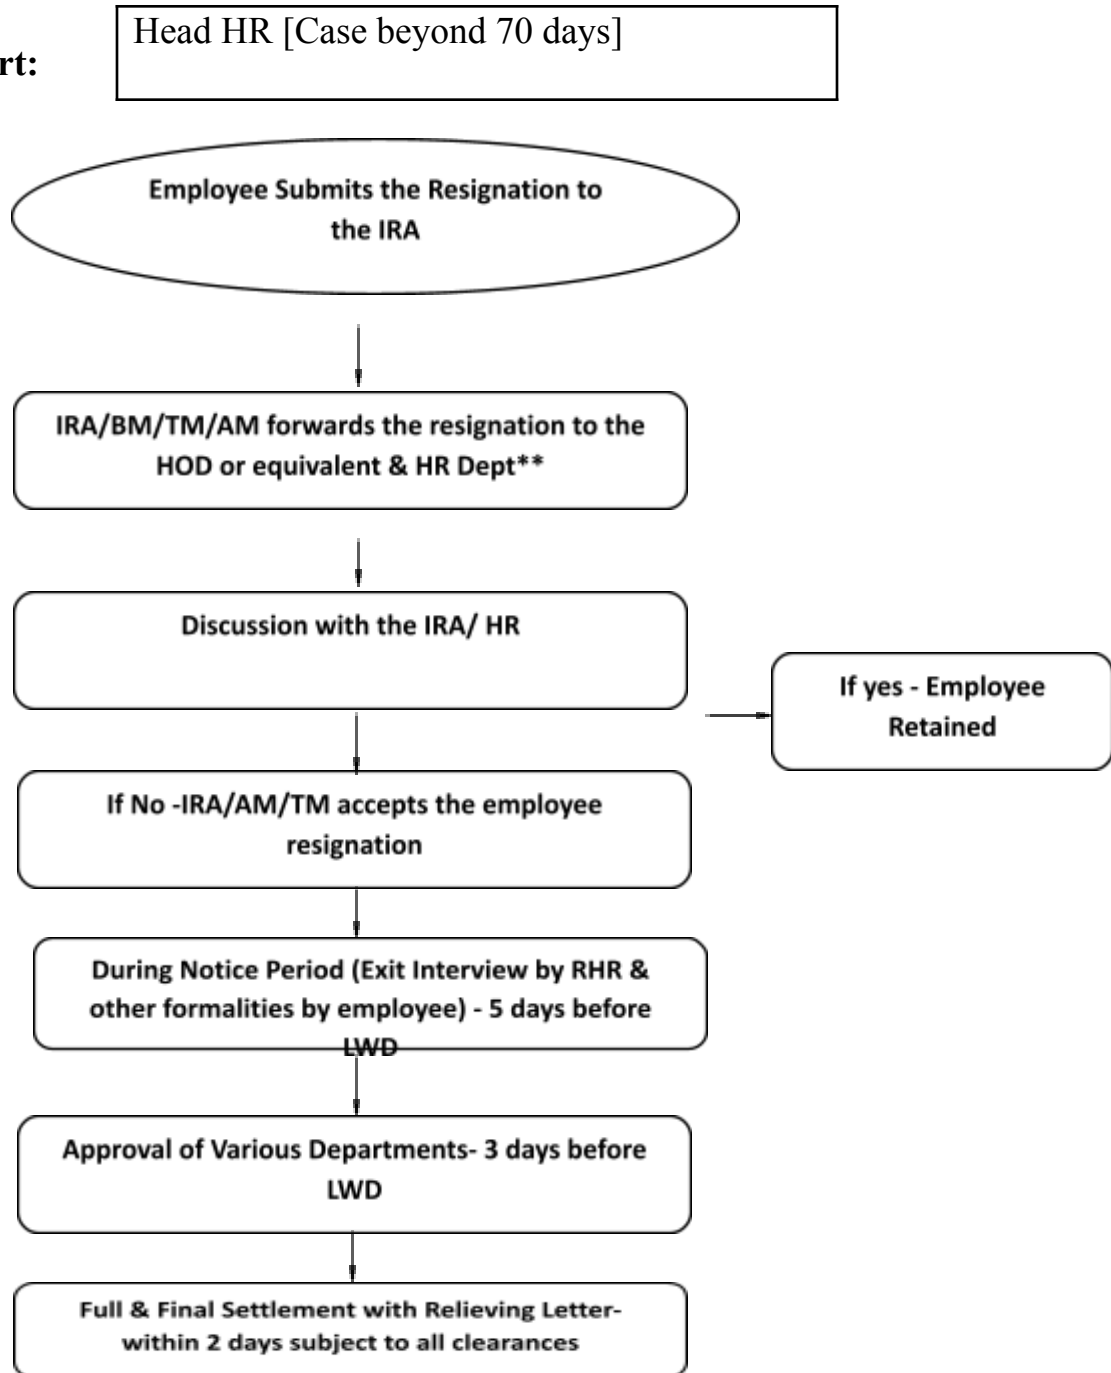 Head HR [Case beyond 70 days]
rt:
Employee Submits the Resignation to
the IRA
IRA/BM/TM/AM forwards the resignation to the
HOD or equivalent & HR Dept**
Discussion with the IRA/ HR
If yes - Employee
Retained
If No -IRA/AM/TM accepts the employee
resignation
During Notice Period (Exit Interview by RHR &
other formalities by employee) - 5 days before
LWD
Approval of Various Departments- 3 days before
LWD
Full & Final Settlement with Relieving Letter-
within 2 days subject to all clearances